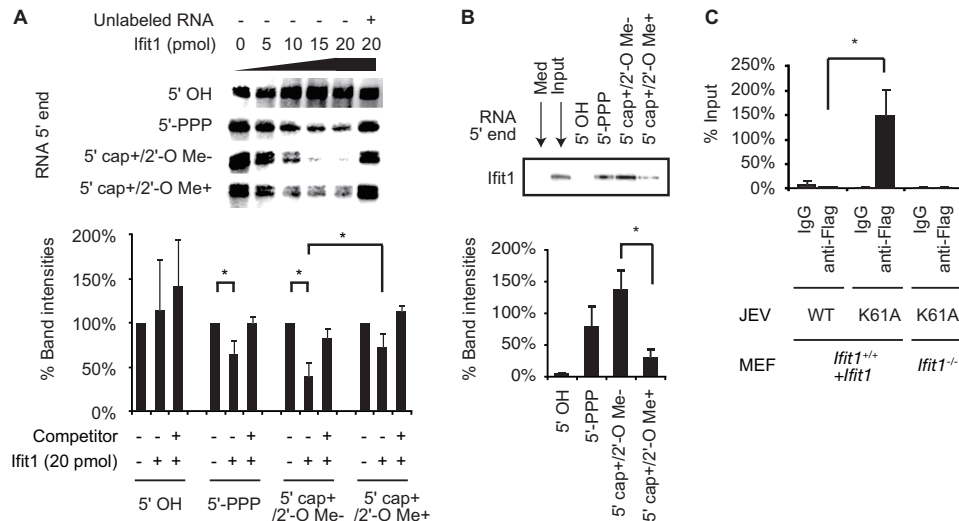 A
Unlabeled RNA - - - - - +
Ifit1 (pmol) 0 5 10 15 20 20
RNA 5' end
5' OH
5'-PPP
5' cap+/2'-O Me-
5' cap+/2'-O Me+
% Band intensities
200%
150%
100%
50%
0%
* * *
Competitor - - + - - + - - + - - +
Ifit1 (20 pmol) - + + - + + - + + - + +
5' OH 5'-PPP 5' cap+ 5' cap+
/2'-O Me- /2'-O Me+
B
Med
Input
5' OH
5'-PPP
5' cap+/2'-O Me-
5' cap+/2'-O Me+
RNA
5' end
Ifit1
% Band intensities
200%
150%
100%
50%
0%
*
5' OH
5'-PPP
5' cap+/2'-O Me-
5' cap+/2'-O Me+
C
% Input
250%
200%
150%
100%
50%
0%
*
IgG
anti-Flag
IgG
anti-Flag
IgG
anti-Flag
JEV WT K61A K61A
MEF Ifit1+/+ Ifit1-/-
+Ifit1